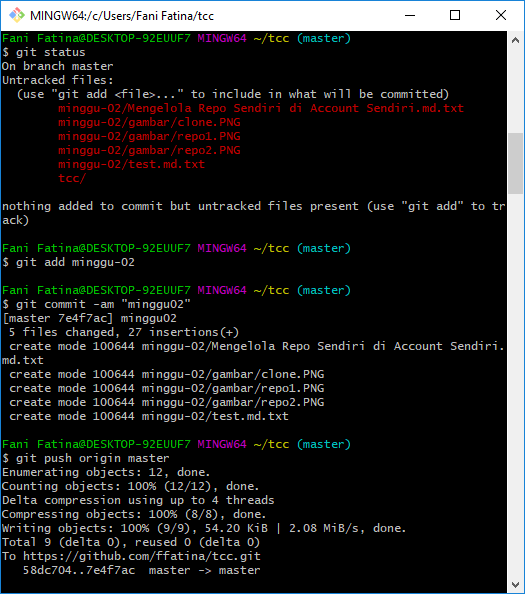 MINGW64:/c/Users/Fani Fatina/tcc
Fani Fatina@DESKTOP-92EUUF7 MINGW64 ~/tcc (master)
$ git status
On branch master
Untracked files:
  (use "git add <file>..." to include in what will be committed)
        minggu-02/Mengelola Repo Sendiri di Account Sendiri.md.txt
        minggu-02/gambar/clone.PNG
        minggu-02/gambar/repo1.PNG
        minggu-02/gambar/repo2.PNG
        minggu-02/test.md.txt
        tcc/
nothing added to commit but untracked files present (use "git add" to tr
ack)
Fani Fatina@DESKTOP-92EUUF7 MINGW64 ~/tcc (master)
$ git add minggu-02
Fani Fatina@DESKTOP-92EUUF7 MINGW64 ~/tcc (master)
$ git commit -am "minggu02"
[master 7e4f7ac] minggu02
 5 files changed, 27 insertions(+)
 create mode 100644 minggu-02/Mengelola Repo Sendiri di Account Sendiri.
md.txt
 create mode 100644 minggu-02/gambar/clone.PNG
 create mode 100644 minggu-02/gambar/repo1.PNG
 create mode 100644 minggu-02/gambar/repo2.PNG
 create mode 100644 minggu-02/test.md.txt
Fani Fatina@DESKTOP-92EUUF7 MINGW64 ~/tcc (master)
$ git push origin master
Enumerating objects: 12, done.
Counting objects: 100% (12/12), done.
Delta compression using up to 4 threads
Compressing objects: 100% (8/8), done.
Writing objects: 100% (9/9), 54.20 KiB | 2.08 MiB/s, done.
Total 9 (delta 0), reused 0 (delta 0)
To https://github.com/ffatina/tcc.git
   58dc704..7e4f7ac  master -> master